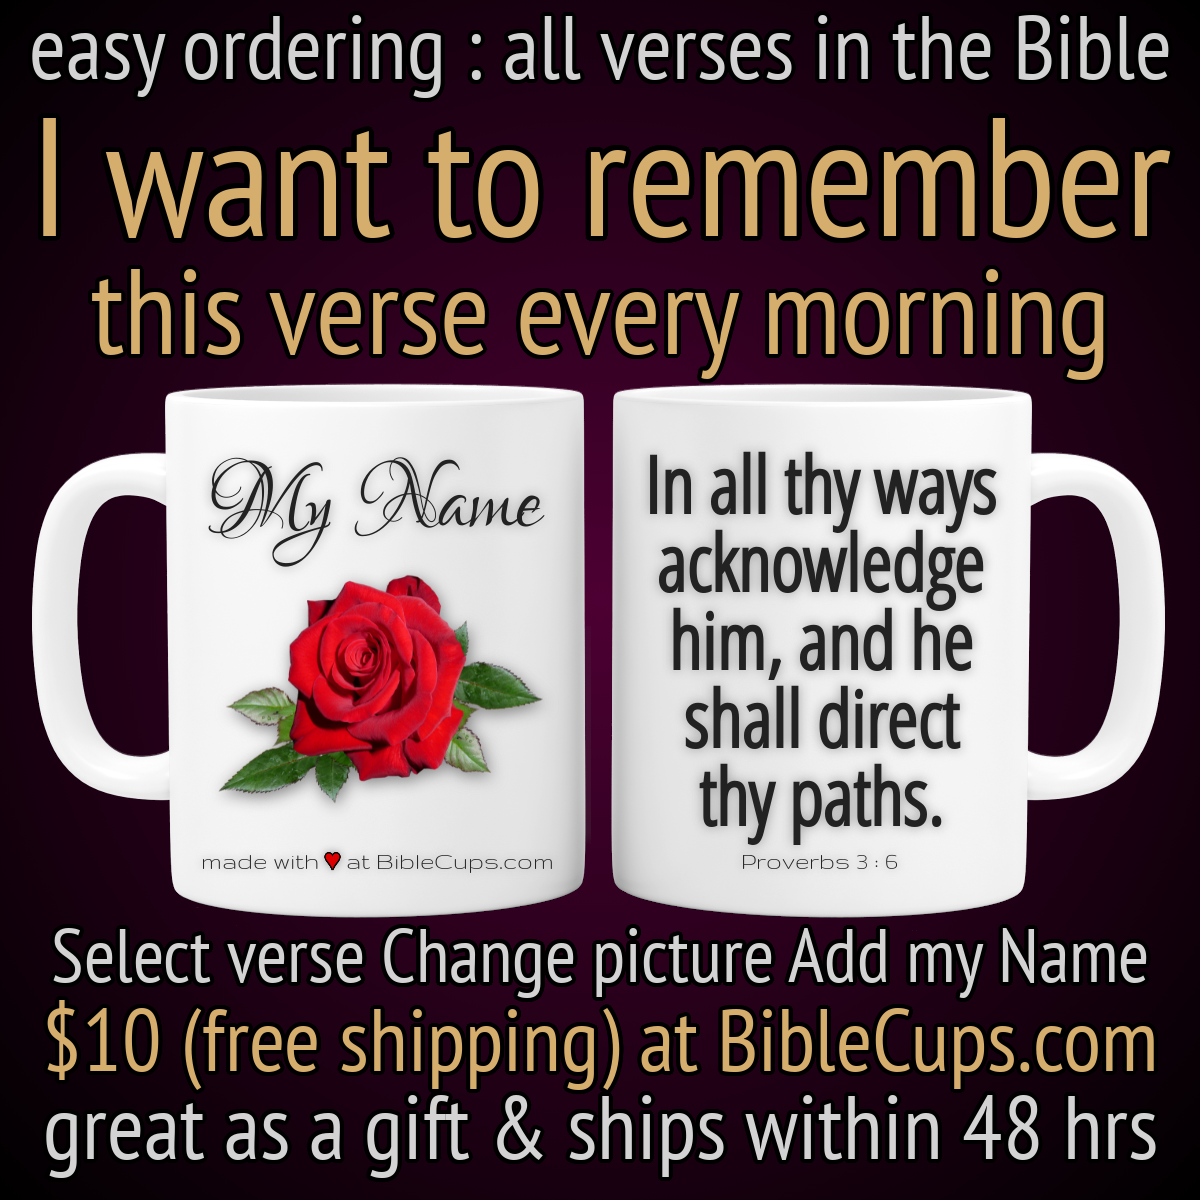 easy ordering : all verses in the Bible
I want to remember
this verse every morning
My Name
made with ♥ at BibleCups.com
In all thy ways
acknowledge
him, and he
shall direct
thy paths.
Proverbs 3 : 6
Select verse Change picture Add my Name
$10 (free shipping) at BibleCups.com
great as a gift & ships within 48 hrs